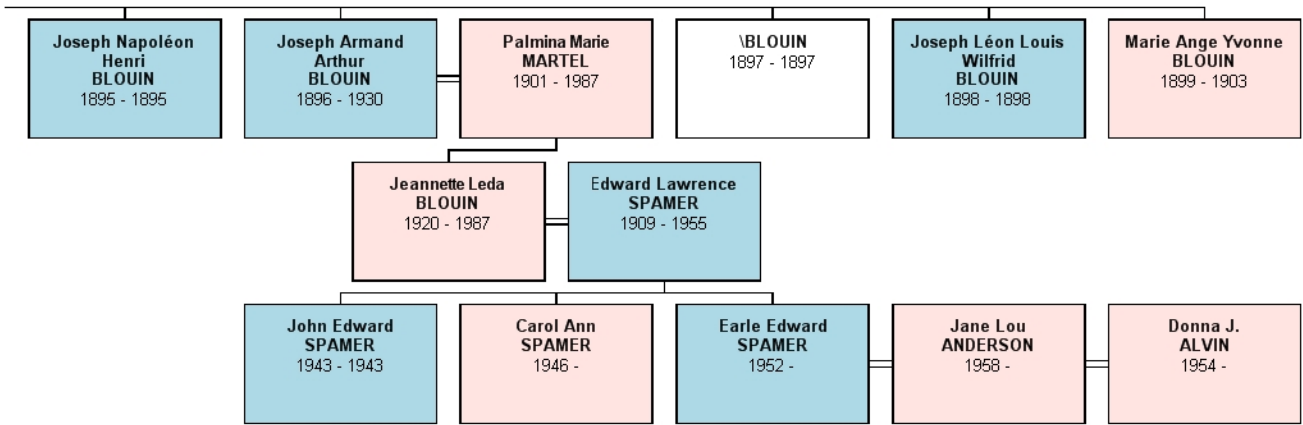 Joseph Napoléon
Henri
BLOUIN
1895 - 1895
Joseph Armand
Arthur
BLOUIN
1896 - 1930
Palmina Marie
MARTEL
1901 - 1987
\BLOUIN
1897 - 1897
Joseph Léon Louis
Wilfrid
BLOUIN
1898 - 1898
Marie Ange Yvonne
BLOUIN
1899 - 1903
Jeannette Leda
BLOUIN
1920 - 1987
Edward Lawrence
SPAMER
1909 - 1955
John Edward
SPAMER
1943 - 1943
Carol Ann
SPAMER
1946 -
Earle Edward
SPAMER
1952 -
Jane Lou
ANDERSON
1958 -
Donna J.
ALVIN
1954 -